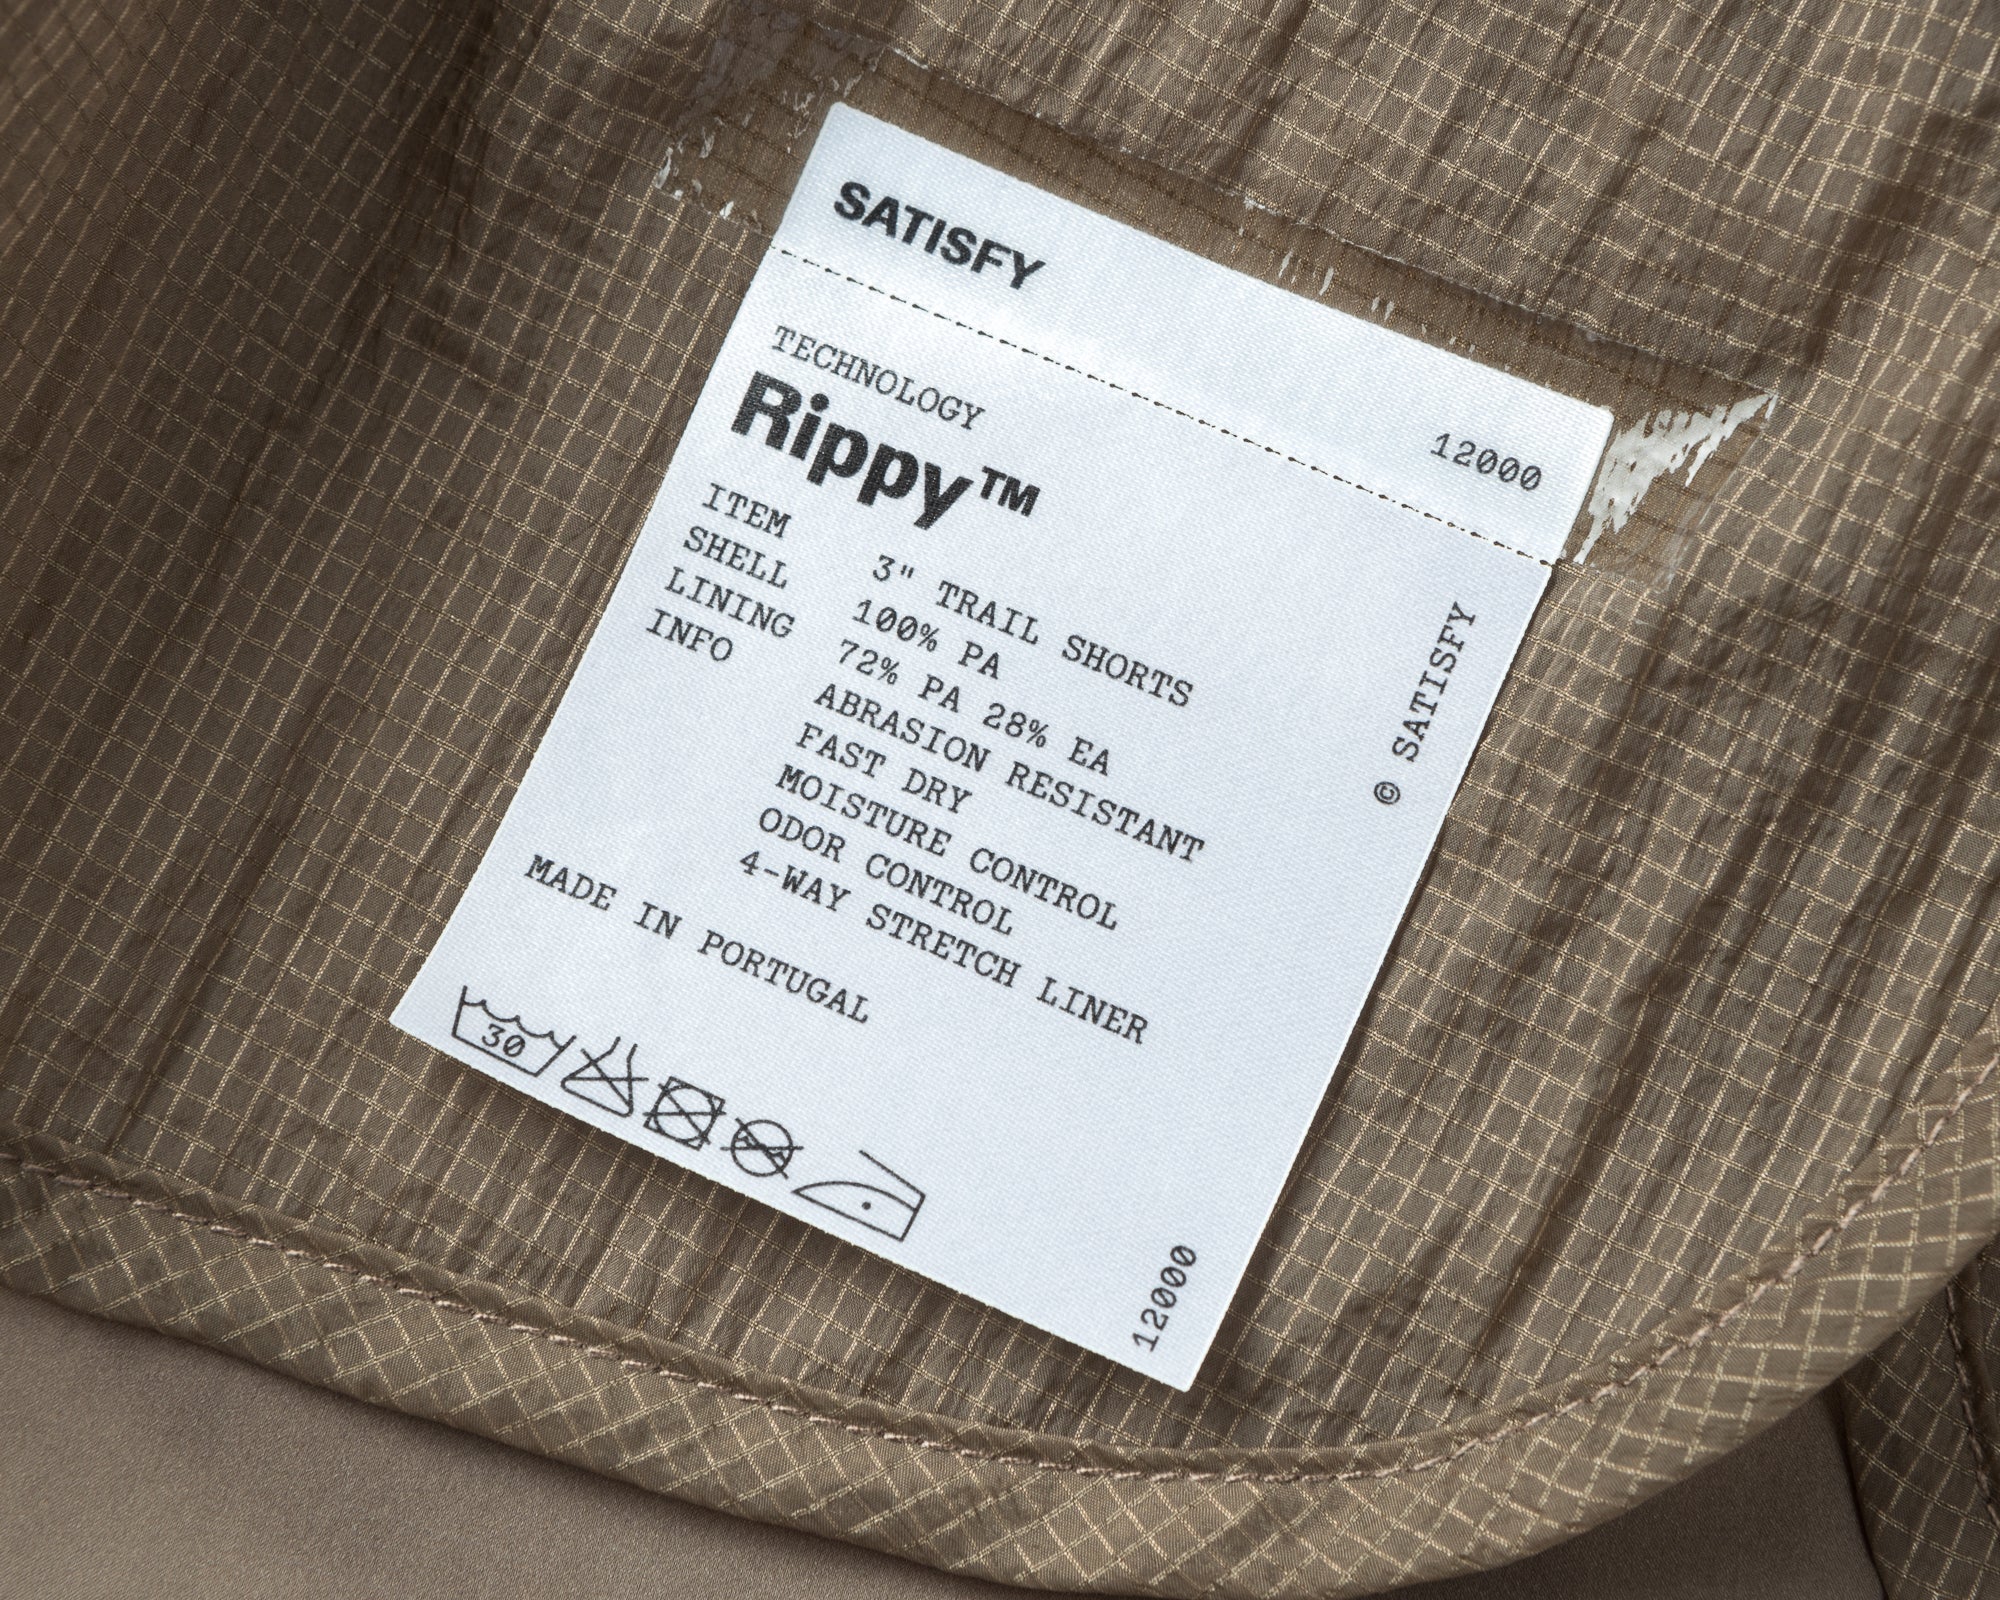 SATISFY
12000
TECHNOLOGY
Rippy™
ITEM 3" TRAIL SHORTS
SHELL 100% PA
LINING 72% PA 28% EA
INFO ABRASION RESISTANT
FAST DRY
MOISTURE CONTROL
ODOR CONTROL
4-WAY STRETCH LINER
MADE IN PORTUGAL
30
© SATISFY
12000